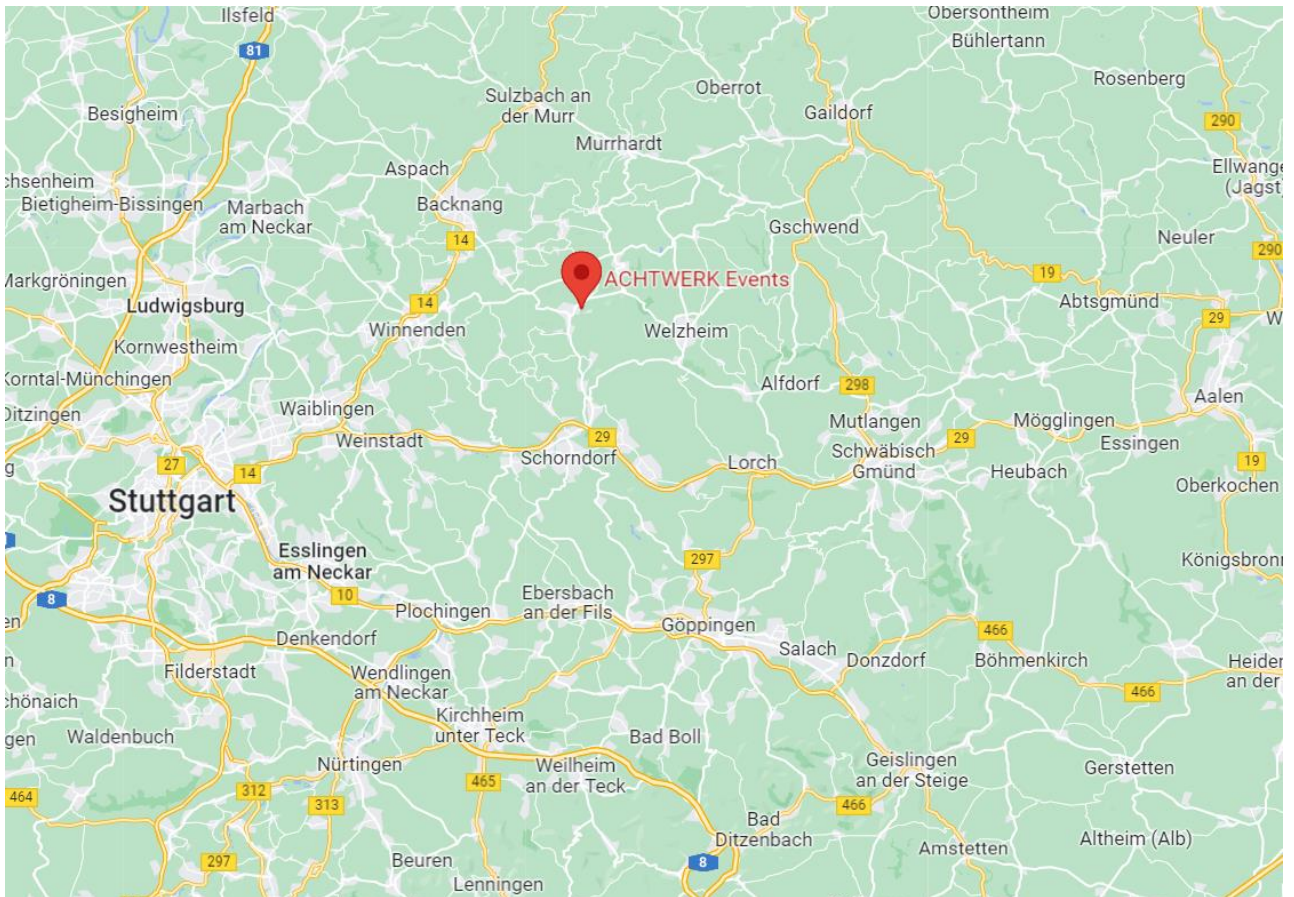 Ilsfeld
Obersontheim
Bühlertann
81
Oberrot
Rosenberg
Besigheim
Sulzbach an
der Murr
Gaildorf
290
Murrhardt
Aspach
Ellwange
(Jagst)
chsenheim
Bietigheim-Bissingen
Marbach
am Neckar
Backnang
14
Gschwend
Neuler
290
Markgröningen
ACHTWERK Events
19
Abtsgmünd
Ludwigsburg
14
Winnenden
Welzheim
29
W
Kornwestheim
Korntal-Münchingen
Alfdorf
298
Aalen
Ditzingen
Waiblingen
Weinstadt
29
Mutlangen
Mögglingen
Essingen
Schorndorf
Lorch
Schwäbisch
Gmünd
29
Heubach
19
g
27
14
Oberkochen
Stuttgart
Esslingen
am Neckar
297
Königsbronn
8
10
Plochingen
Ebersbach
an der Fils
Göppingen
466
en
Denkendorf
Salach
Donzdorf
Böhmenkirch
Heiden
an der
n
Filderstadt
Wendlingen
am Neckar
466
chönaich
Kirchheim
unter Teck
gen
Waldenbuch
Bad Boll
Nürtingen
Weilheim
an der Teck
Geislingen
an der Steige
Gerstetten
464
312
313
465
466
Bad
Ditzenbach
Amstetten
Altheim (Alb)
297
Beuren
8
Lenningen